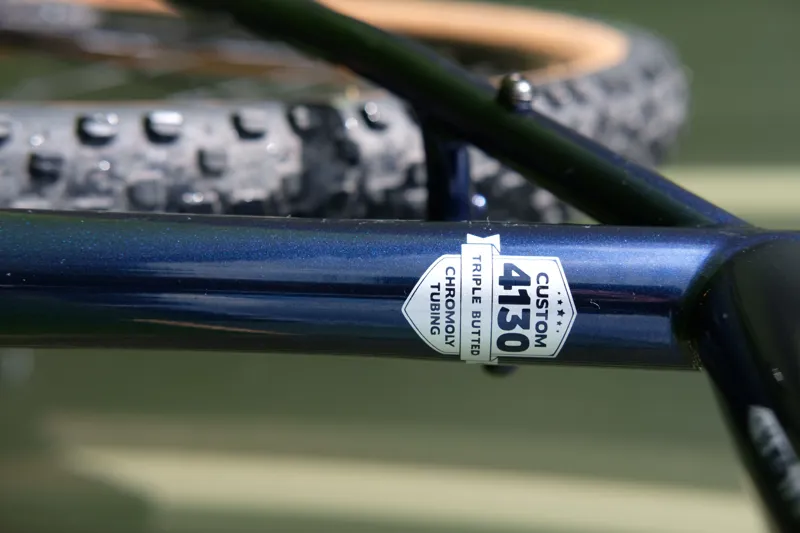 CUSTOM
4130
TRIPLE BUTTED
CHROMOLY
TUBING